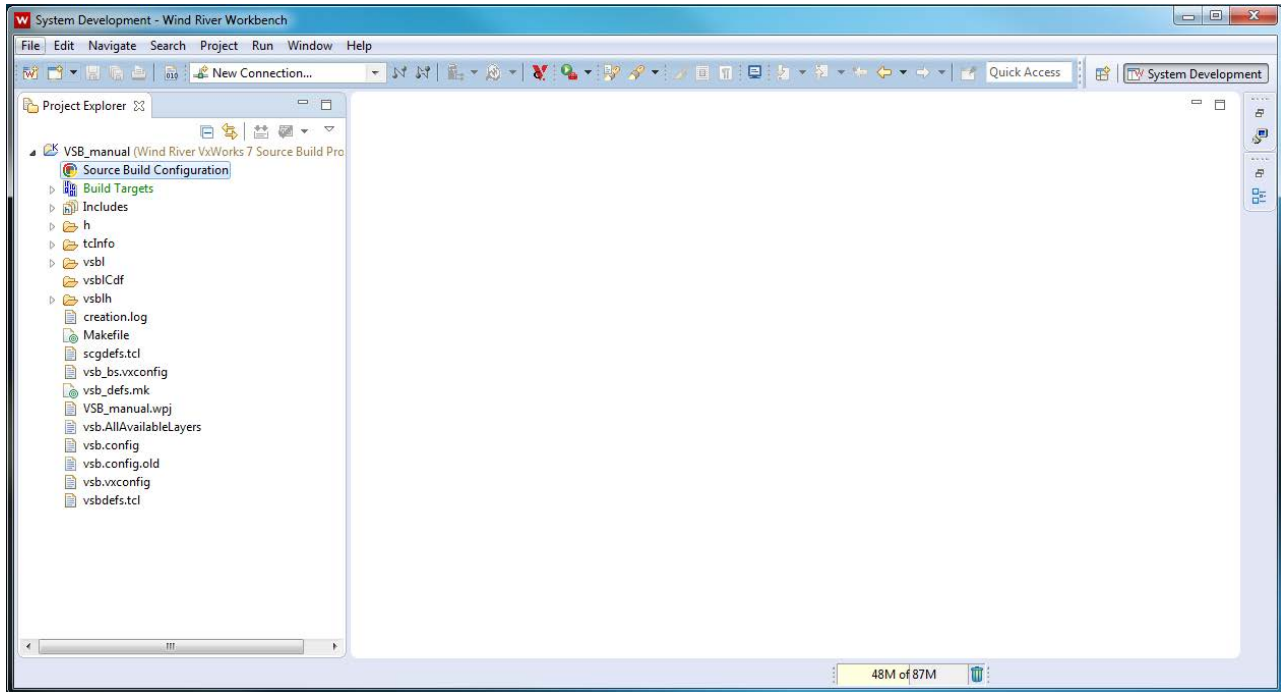 System Development - Wind River Workbench
File Edit Navigate Search Project Run Window Help
New Connection...
Quick Access
System Development
Project Explorer
VSB_manual (Wind River VxWorks 7 Source Build Pro
Source Build Configuration
Build Targets
Includes
h
tcInfo
vsbl
vsblCdf
vsblh
creation.log
Makefile
scgdefs.tcl
vsb_bs.vxconfig
vsb_defs.mk
VSB_manual.wpj
vsb.AllAvailableLayers
vsb.config
vsb.config.old
vsb.vxconfig
vsbdefs.tcl
48M of 87M